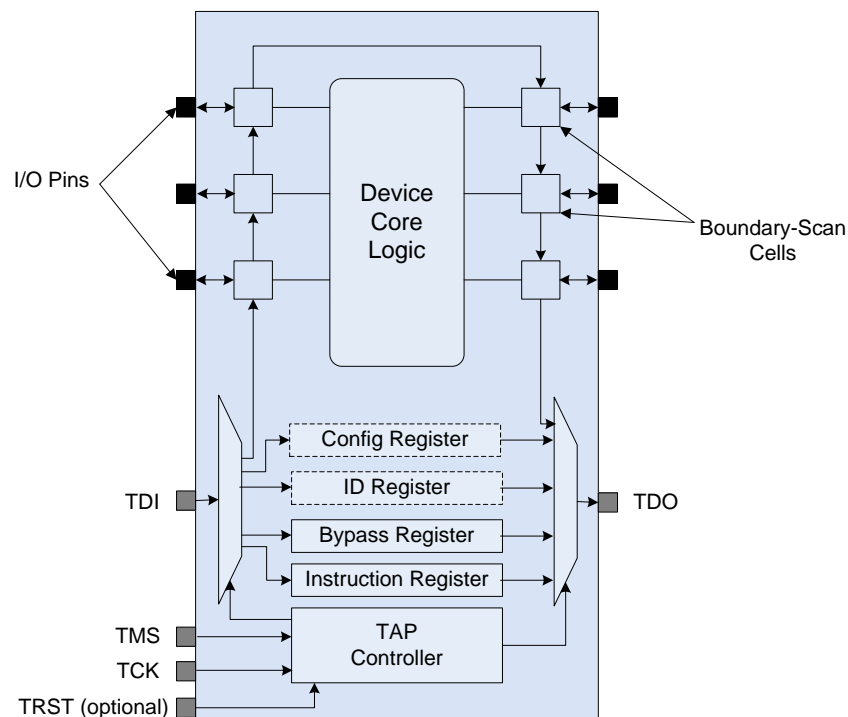 I/O Pins
Device
Core
Logic
Boundary-Scan
Cells
Config Register
TDI
ID Register
TDO
Bypass Register
Instruction Register
TMS
TAP
Controller
TCK
TRST (optional)